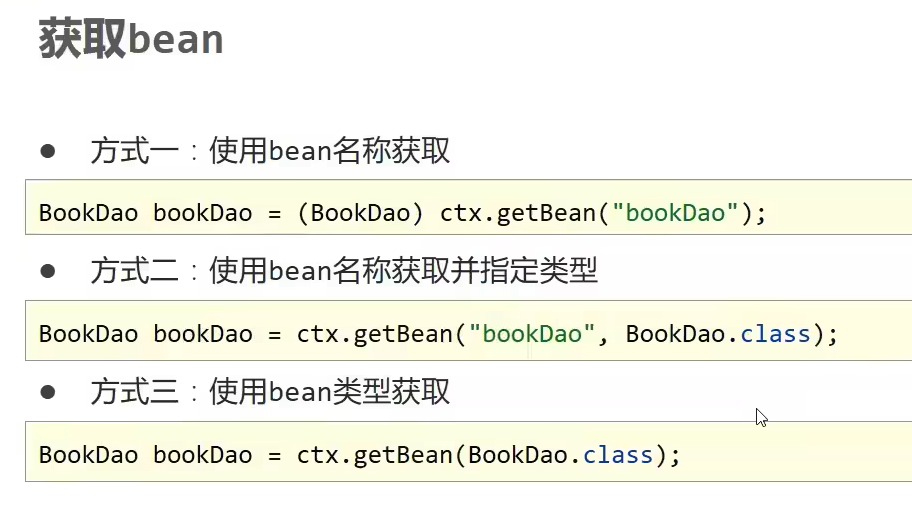 获取bean
● 方式一：使用bean名称获取
BookDao bookDao = (BookDao) ctx.getBean("bookDao");
● 方式二：使用bean名称获取并指定类型
BookDao bookDao = ctx.getBean("bookDao", BookDao.class);
● 方式三：使用bean类型获取
BookDao bookDao = ctx.getBean(BookDao.class);